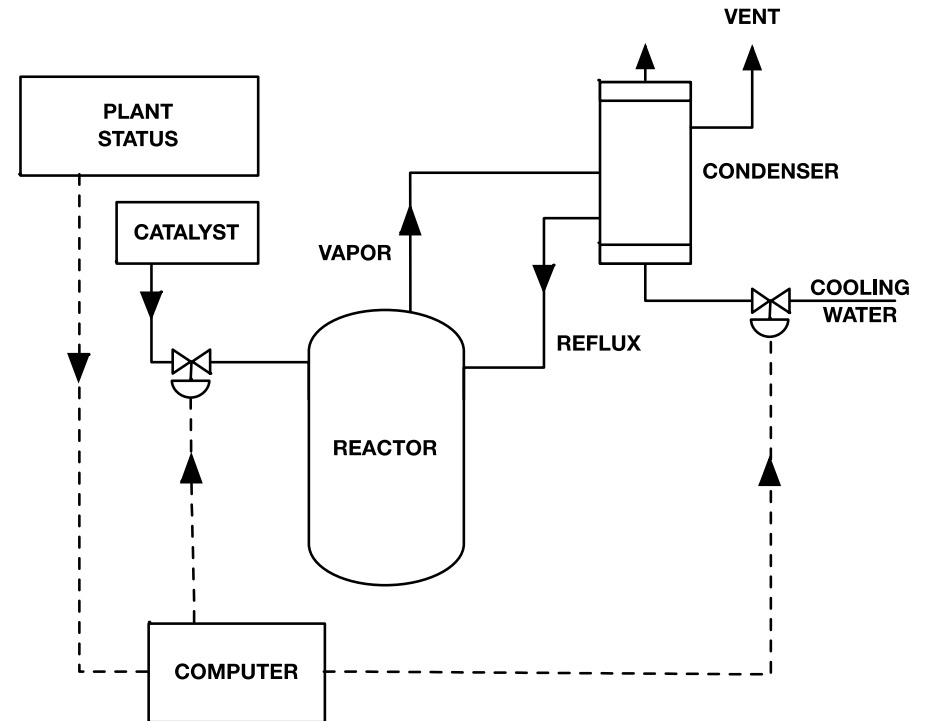 VENT
PLANT
STATUS
CONDENSER
CATALYST
VAPOR
COOLING
WATER
REFLUX
REACTOR
COMPUTER